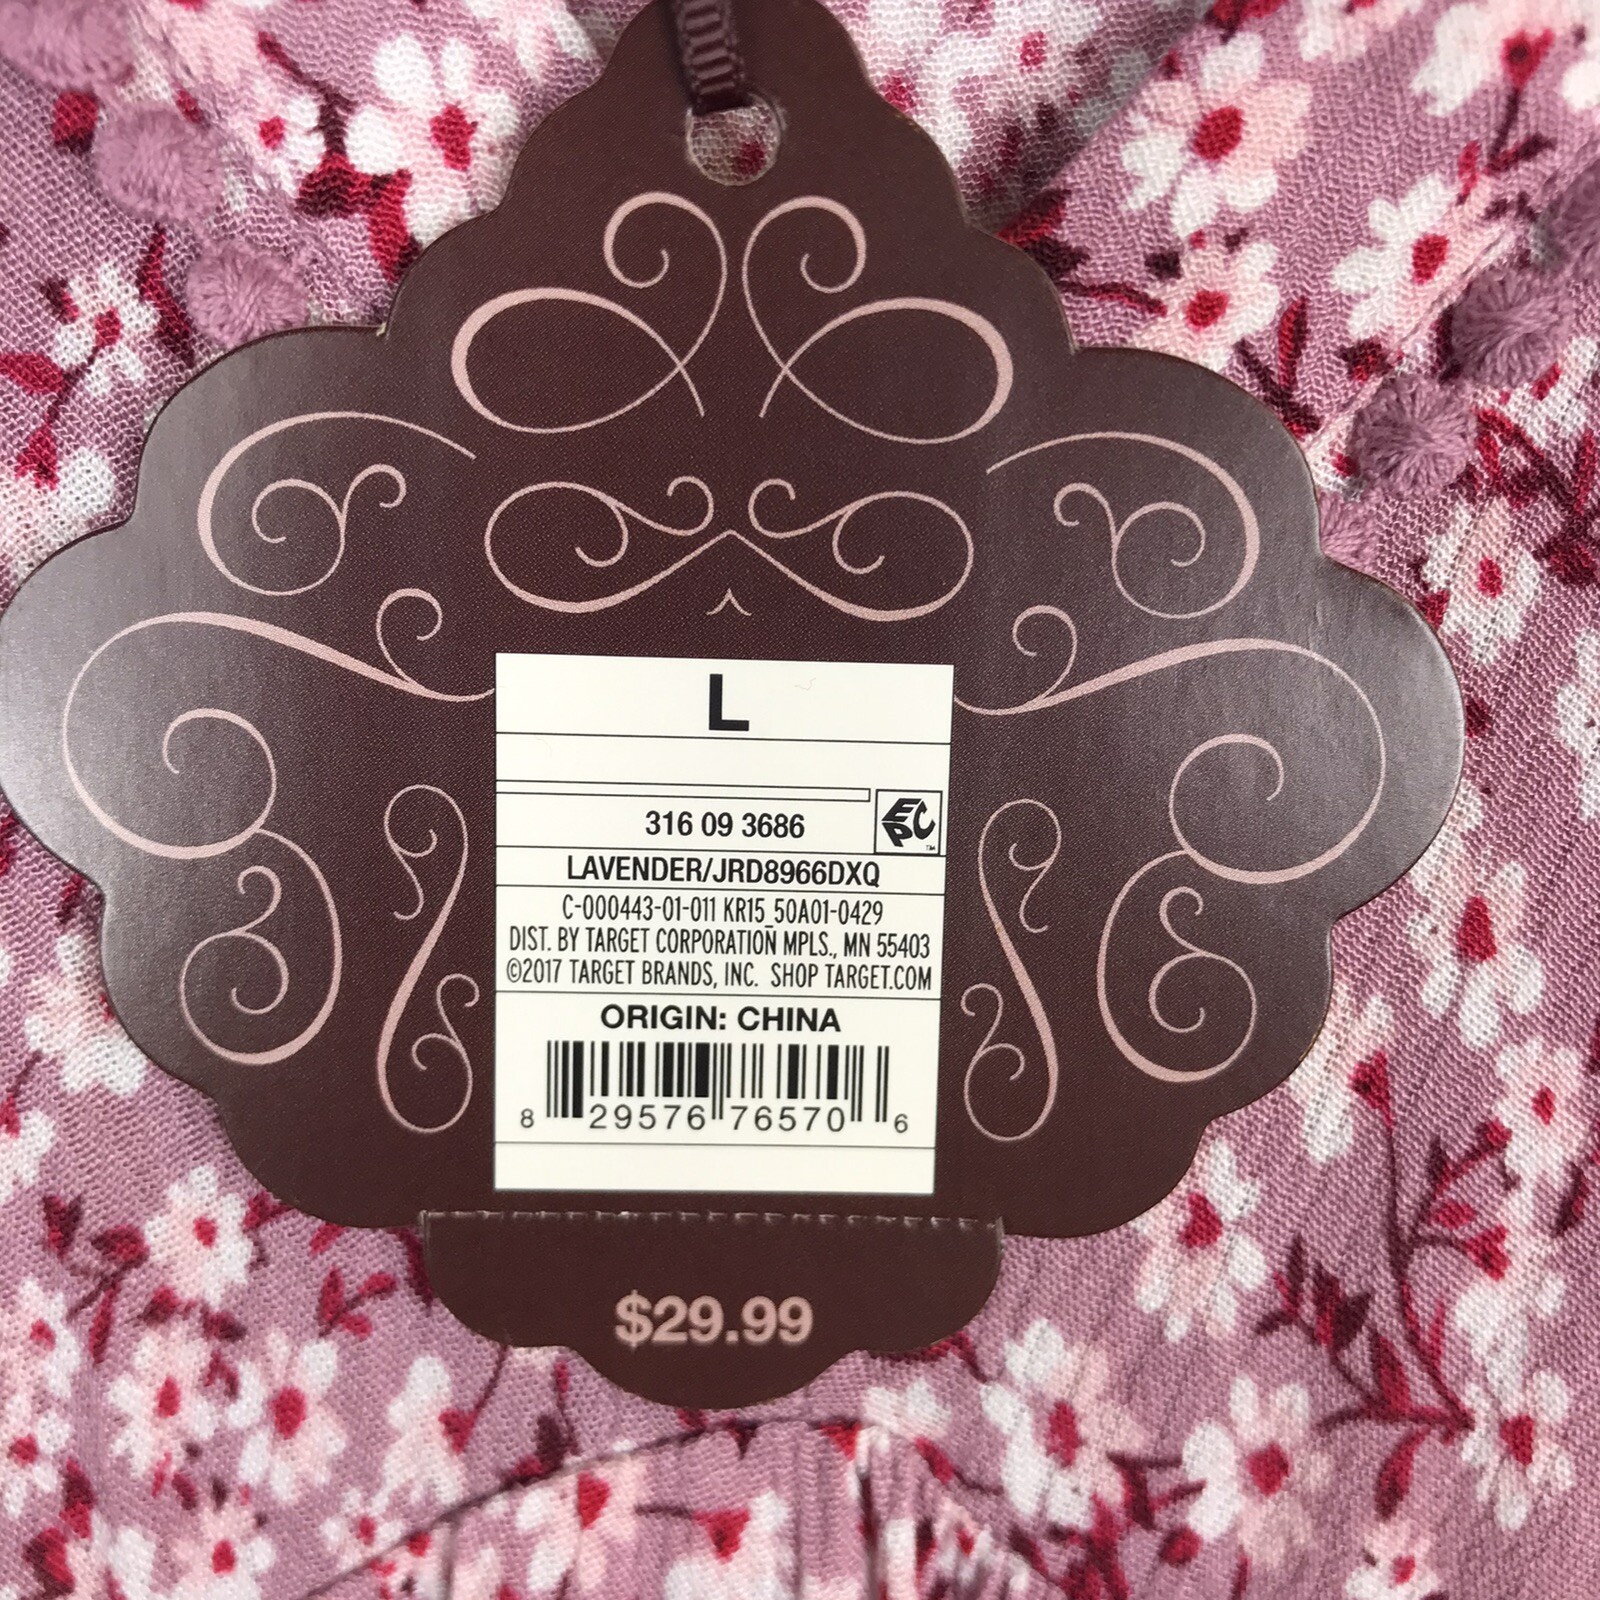 L
316 09 3686
EPC™
LAVENDER/JRD8966DXQ
C-000443-01-011 KR15_50A01-0429
DIST. BY TARGET CORPORATION MPLS., MN 55403
©2017 TARGET BRANDS, INC. SHOP TARGET.COM
ORIGIN: CHINA
8 29576 76570 6
$29.99